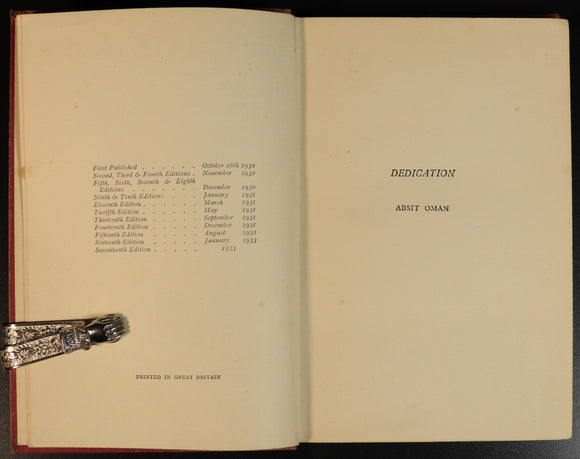 First Published . . . . . . October 16th 1930
Second, Third & Fourth Editions . November 1930
Fifth, Sixth, Seventh & Eighth
Editions . . . . . . December 1930
Ninth & Tenth Editions . . . January 1931
Eleventh Edition . . . . . March 1931
Twelfth Edition . . . . . May 1931
Thirteenth Edition . . . . . September 1931
Fourteenth Edition . . . . . December 1931
Fifteenth Edition . . . . . August 1932
Sixteenth Edition . . . . . January 1933
Seventeenth Edition . . . . . 1933
PRINTED IN GREAT BRITAIN
DEDICATION
ABSIT OMAN